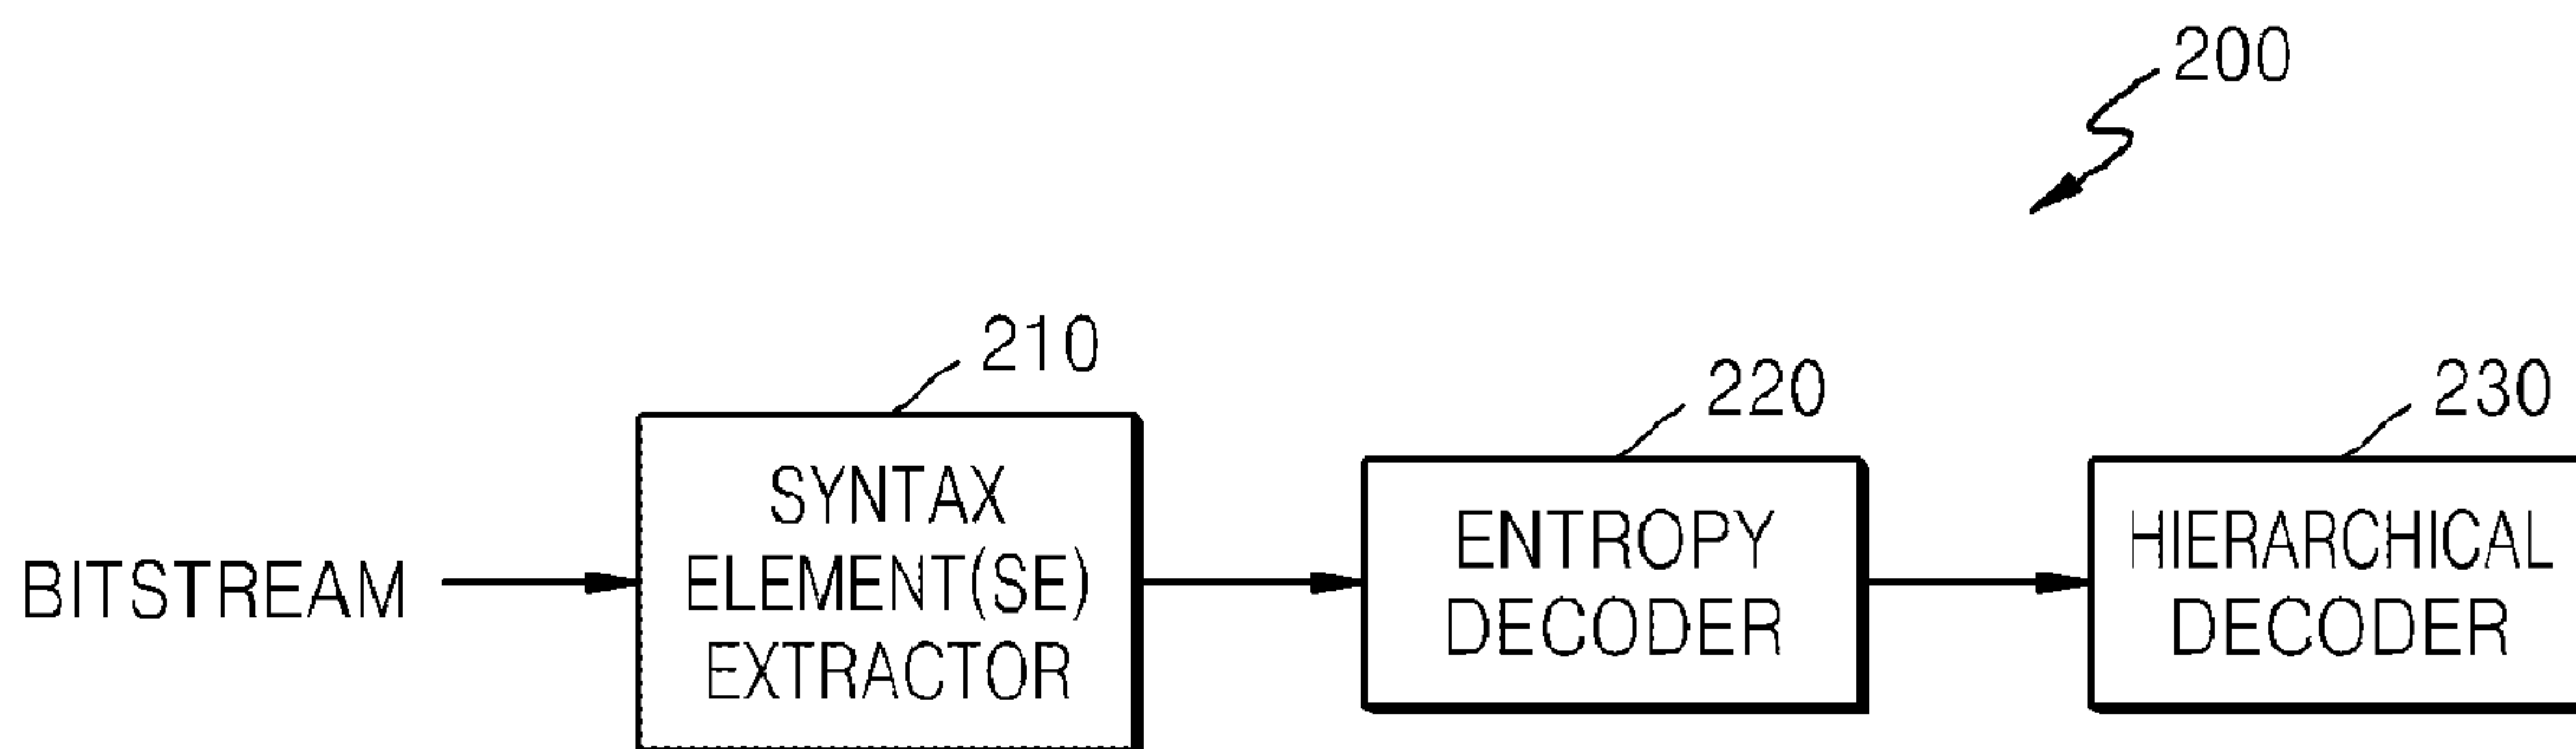 200
210
220
230
BITSTREAM
SYNTAX
ELEMENT(SE)
EXTRACTOR
ENTROPY
DECODER
HIERARCHICAL
DECODER